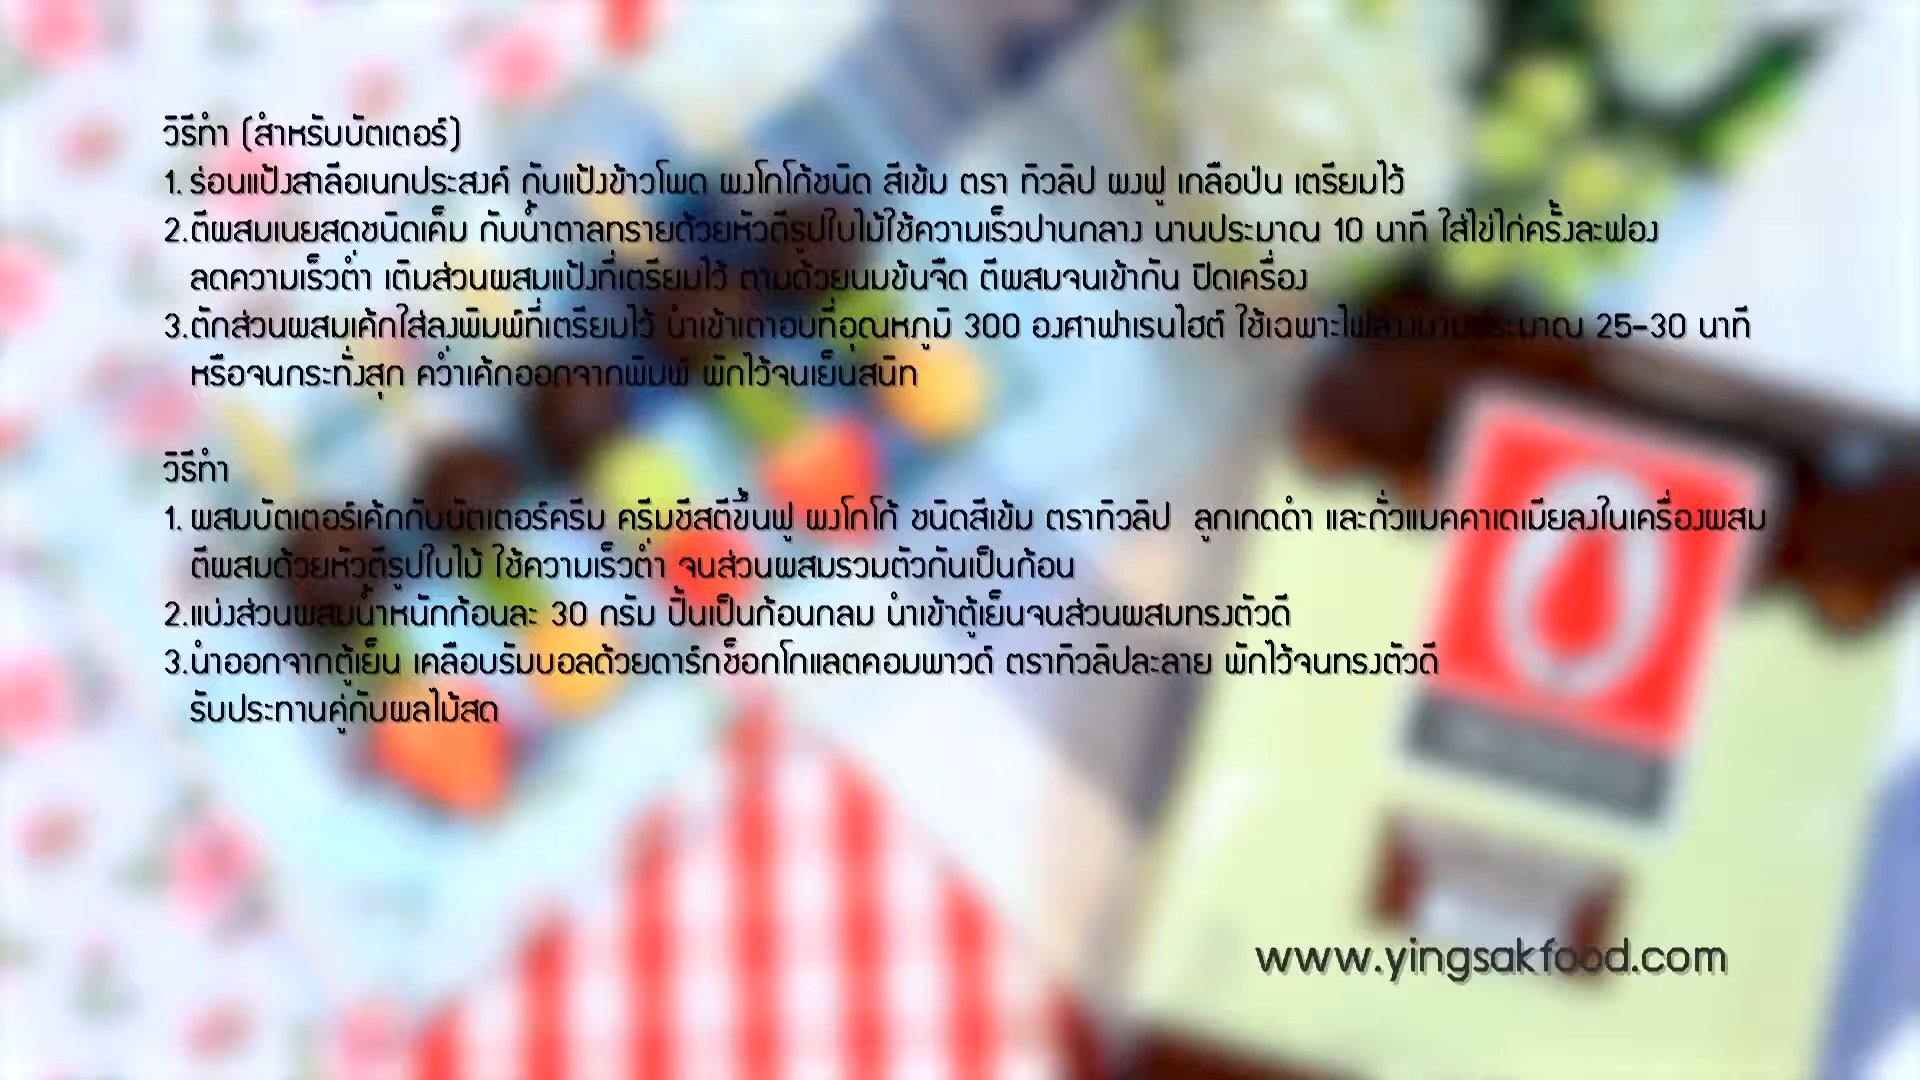 วิธีทำ (สำหรับบัตเตอร์)
1. ร่อนแป้งสาลีอเนกประสงค์ กับแป้งข้าวโพด ผงโกโก้ชนิด สีเข้ม ตรา ทิวลิป ผงฟู เกลือป่น เตรียมไว้
2.ตีผสมเนยสดชนิดเค็ม กับน้ำตาลทรายด้วยหัวตีรูปใบไม้ใช้ความเร็วปานกลาง นานประมาณ 10 นาที ใส่ไข่ไก่ครั้งละฟอง
ลดความเร็วต่ำ เติมส่วนผสมแป้งที่เตรียมไว้ ตามด้วยนมข้นจืด ตีผสมจนเข้ากัน ปิดเครื่อง
3.ตักส่วนผสมเค้กใส่ลงพิมพ์ที่เตรียมไว้ นำเข้าเตาอบที่อุณหภูมิ 300 องศาฟาเรนไฮต์ ใช้เฉพาะไฟล่างนานประมาณ 25-30 นาที
หรือจนกระทั่งสุก คว่ำเค้กออกจากพิมพ์ พักไว้จนเย็นสนิท
วิธีทำ
1. ผสมบัตเตอร์เค้กกับบัตเตอร์ครีม ครีมชีสตีขึ้นฟู ผงโกโก้ ชนิดสีเข้ม ตราทิวลิป ลูกเกดดำ และถั่วแมคคาเดเมียลงในเครื่องผสม
ตีผสมด้วยหัวตีรูปใบไม้ ใช้ความเร็วต่ำ จนส่วนผสมรวมตัวกันเป็นก้อน
2.แบ่งส่วนผสมน้ำหนักก้อนละ 30 กรัม ปั้นเป็นก้อนกลม นำเข้าตู้เย็นจนส่วนผสมทรงตัวดี
3.นำออกจากตู้เย็น เคลือบรัมบอลด้วยดาร์กช็อกโกแลตคอมพาวด์ ตราทิวลิปละลาย พักไว้จนทรงตัวดี
รับประทานคู่กับผลไม้สด
www.yingsakfood.com